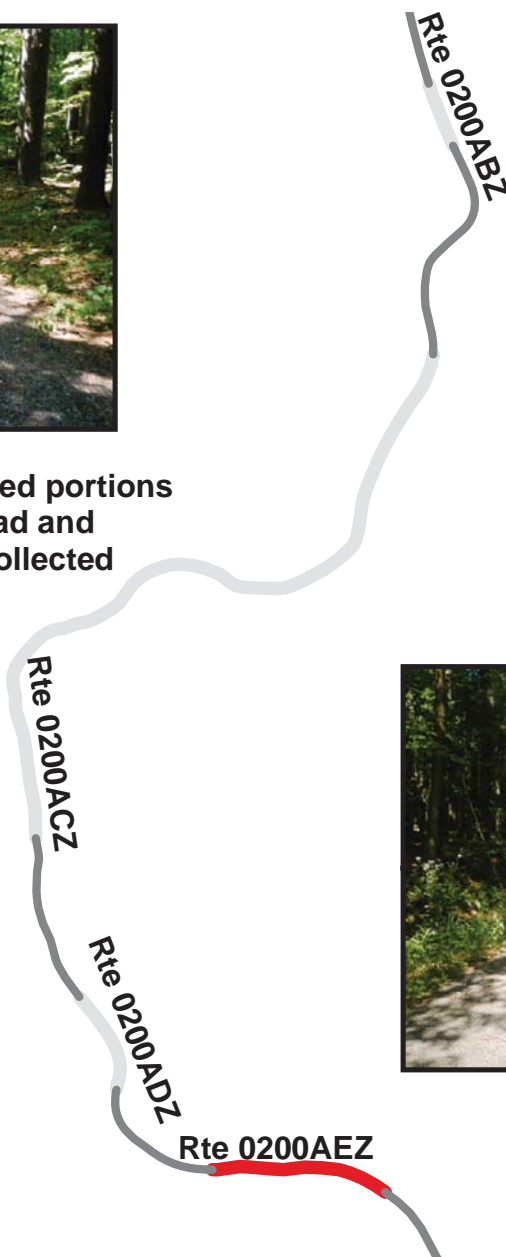 Rte 0200ABZ
ed portions
ad and
ollected
Rte 0200ACZ
Rte 0200ADZ
Rte 0200AEZ